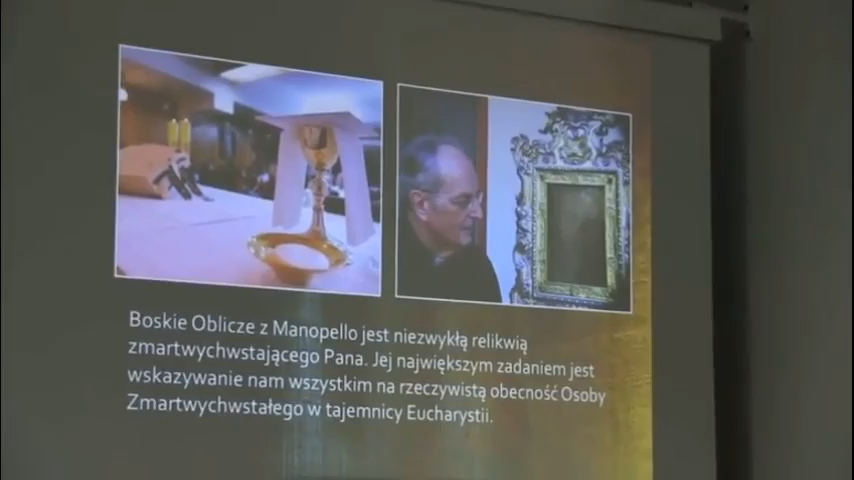 Boskie Oblicze z Manopello jest niezwykłą relikwią
zmartwychwstającego Pana. Jej największym zadaniem jest
wskazywanie nam wszystkim na rzeczywistą obecność Osoby
Zmartwychwstałego w tajemnicy Eucharystii.